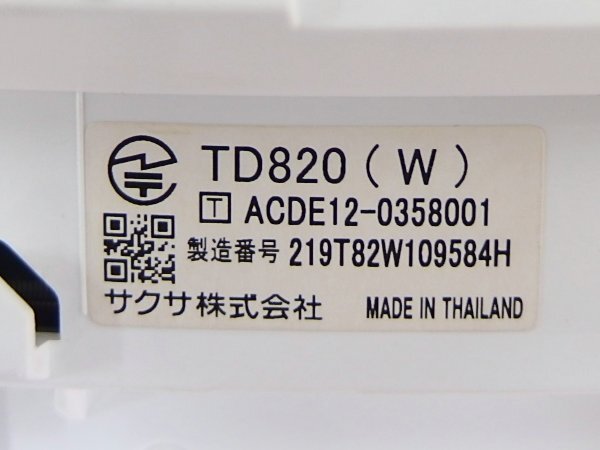 TD820 ( W )
T ACDE12-0358001
製造番号 219T82W109584H
サクサ株式会社 MADE IN THAILAND